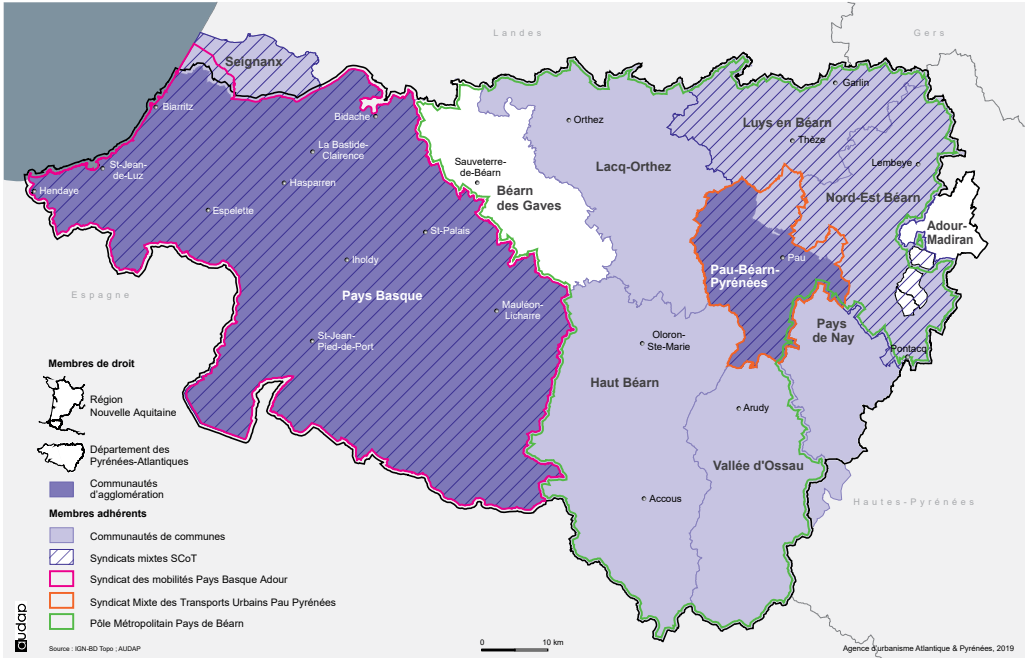 Landes
Gers
Seignanx
Garlin
Biarritz
Bidache
Orthez
Luys en Béarn
Thèze
La Bastide-
Clairence
St-Jean-
de-Luz
Sauveterre-
de-Béarn
Lacq-Orthez
Lembeye
Hendaye
Hasparren
Béarn
des Gaves
Nord-Est Béarn
Espelette
St-Palais
Adour-
Madiran
Iholdy
Pau
Pau-Béarn-
Pyrénées
Espagne
Pays Basque
Mauléon-
Licharre
Pays
de Nay
St-Jean-
Pied-de-Port
Oloron-
Ste-Marie
Pontacq
Haut Béarn
Arudy
Vallée d'Ossau
Accous
Hautes-Pyrénées
Membres de droit
Région
Nouvelle Aquitaine
Département des
Pyrénées-Atlantiques
Communautés
d'agglomération
Membres adhérents
Communautés de communes
Syndicats mixtes SCoT
Syndicat des mobilités Pays Basque Adour
Syndicat Mixte des Transports Urbains Pau Pyrénées
Pôle Métropolitain Pays de Béarn
audap
Source : IGN-BD Topo ; AUDAP
0 10 km
Agence d'urbanisme Atlantique & Pyrénées, 2019